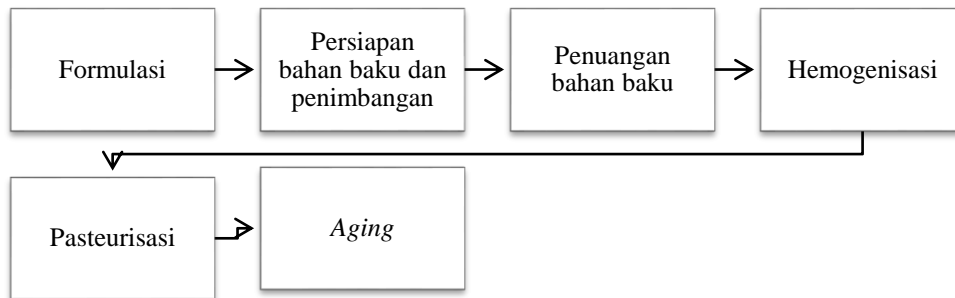 Formulasi
Persiapan
bahan baku dan
penimbangan
Penuangan
bahan baku
Hemogenisasi
Pasteurisasi
Aging